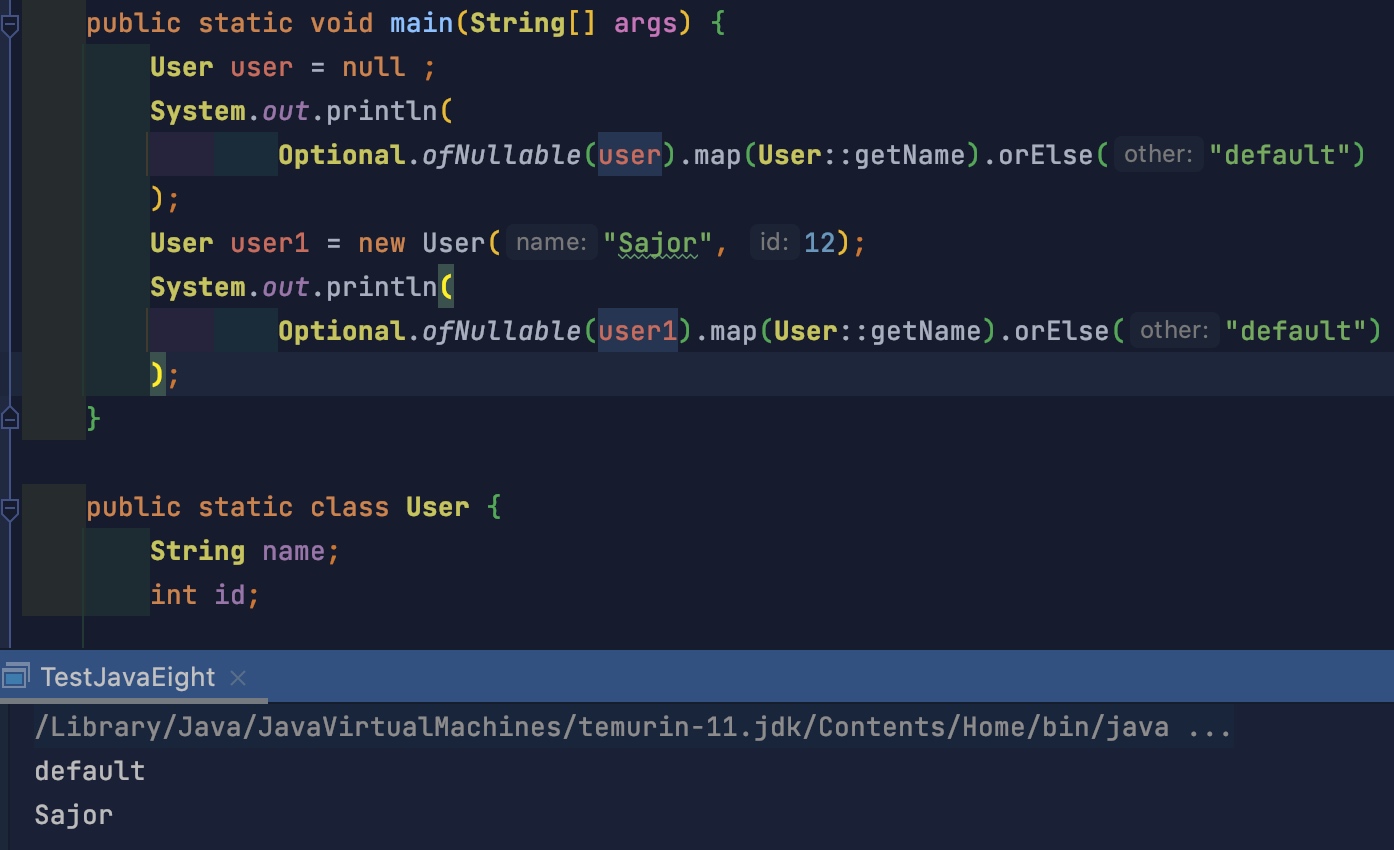 public static void main(String[] args) {
User user = null ;
System.out.println(
Optional.ofNullable(user).map(User::getName).orElse( other: "default")
);
User user1 = new User( name: "Sajor", id: 12);
System.out.println(
Optional.ofNullable(user1).map(User::getName).orElse( other: "default")
);
}
public static class User {
String name;
int id;
TestJavaEight ×
/Library/Java/JavaVirtualMachines/temurin-11.jdk/Contents/Home/bin/java ...
default
Sajor